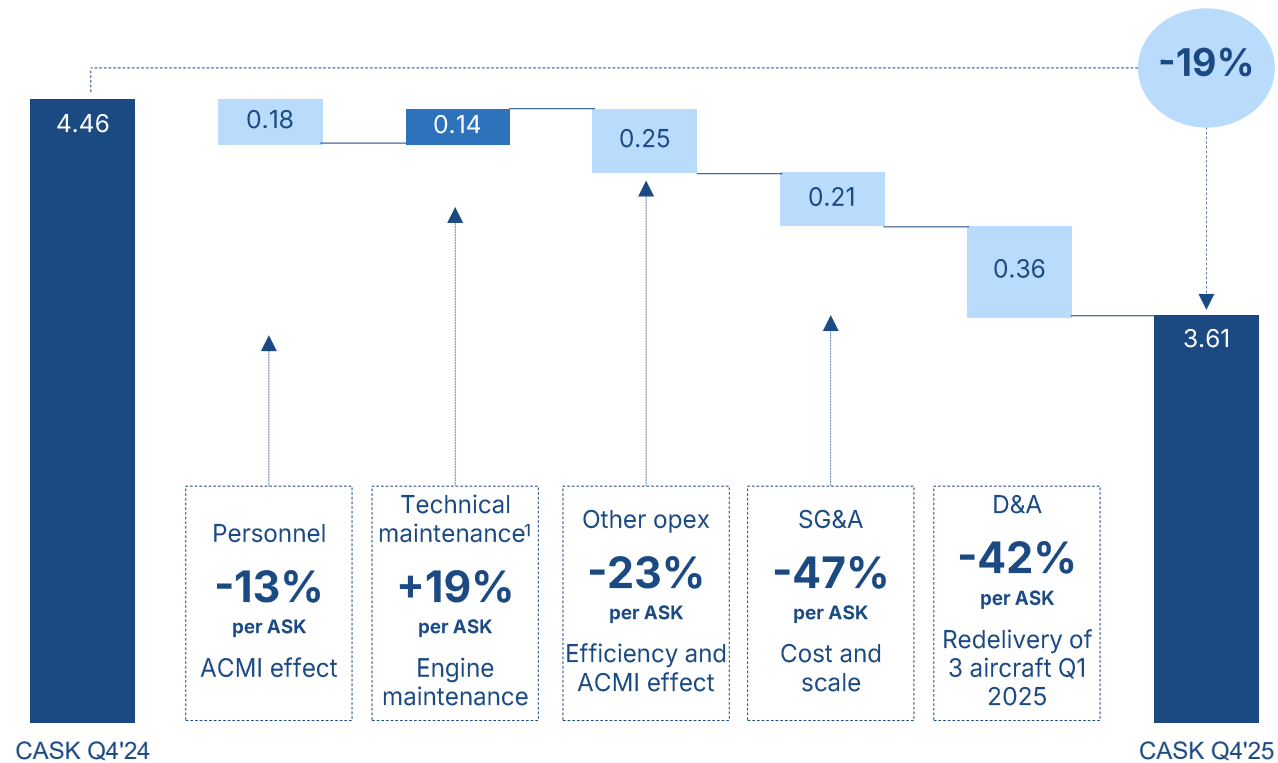 -19%
4.46
0.18
0.14
0.25
0.21
0.36
3.61
Personnel
-13%
per ASK
ACMI effect
Technical
maintenance¹
+19%
per ASK
Engine
maintenance
Other opex
-23%
per ASK
Efficiency and
ACMI effect
SG&A
-47%
per ASK
Cost and
scale
D&A
-42%
per ASK
Redelivery of
3 aircraft Q1
2025
CASK Q4'24
CASK Q4'25